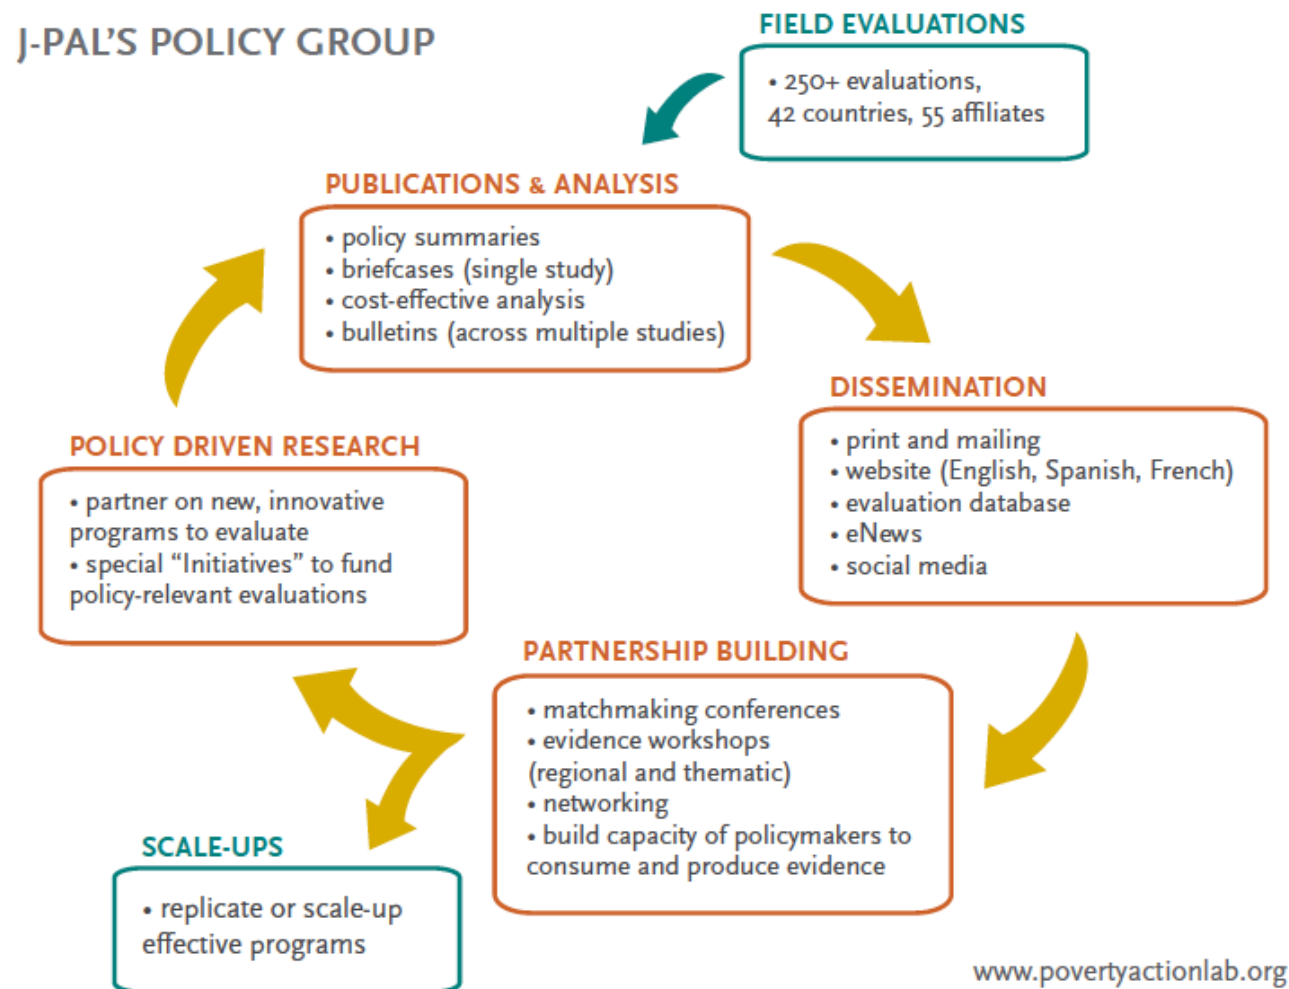 J-PAL’S POLICY GROUP
FIELD EVALUATIONS
• 250+ evaluations,
42 countries, 55 affiliates
PUBLICATIONS & ANALYSIS
• policy summaries
• briefcases (single study)
• cost-effective analysis
• bulletins (across multiple studies)
DISSEMINATION
• print and mailing
• website (English, Spanish, French)
• evaluation database
• eNews
• social media
POLICY DRIVEN RESEARCH
• partner on new, innovative
programs to evaluate
• special “Initiatives” to fund
policy-relevant evaluations
PARTNERSHIP BUILDING
• matchmaking conferences
• evidence workshops
(regional and thematic)
• networking
• build capacity of policymakers to
consume and produce evidence
SCALE-UPS
• replicate or scale-up
effective programs
www.povertyactionlab.org